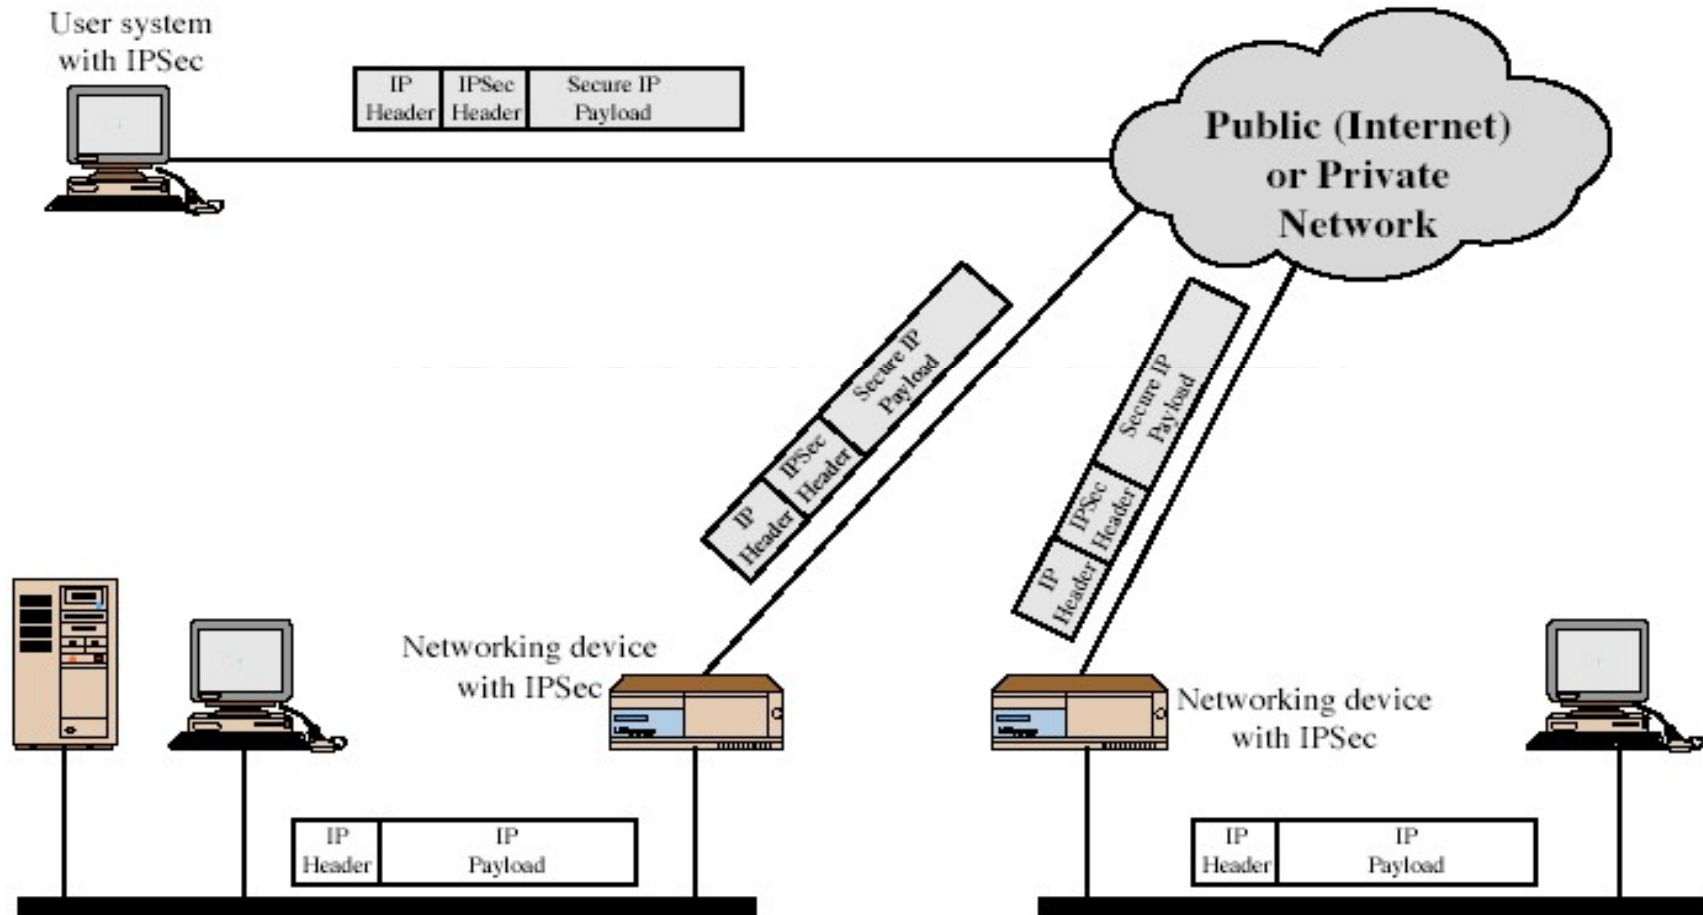 User system
with IPSec
IP
Header
IPSec
Header
Secure IP
Payload
Public (Internet)
or Private
Network
IP
Header
IPSec
Header
Secure IP
Payload
IP
Header
IPSec
Header
Secure IP
Payload
Networking device
with IPSec
Networking device
with IPSec
IP
Header
IP
Payload
IP
Header
IP
Payload